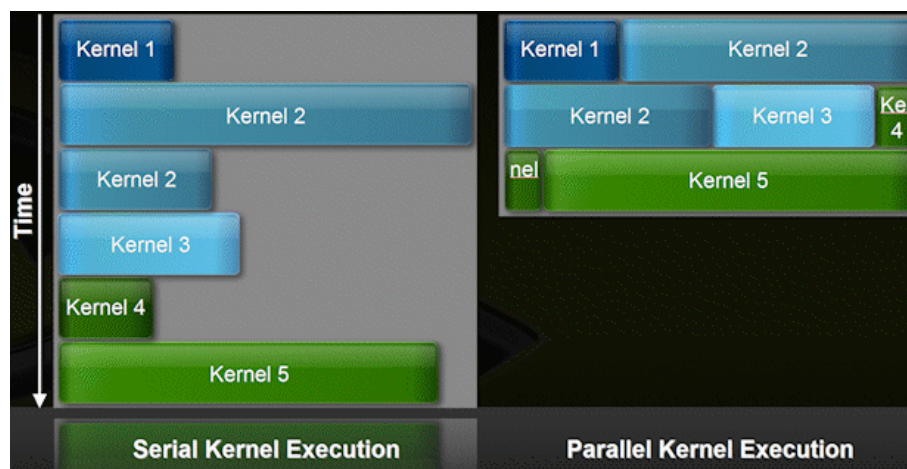 Time
Kernel 1
Kernel 2
Kernel 2
Kernel 3
Kernel 4
Kernel 5
Serial Kernel Execution
Kernel 1 Kernel 2
Kernel 2 Kernel 3 Ke
4
nel Kernel 5
Parallel Kernel Execution